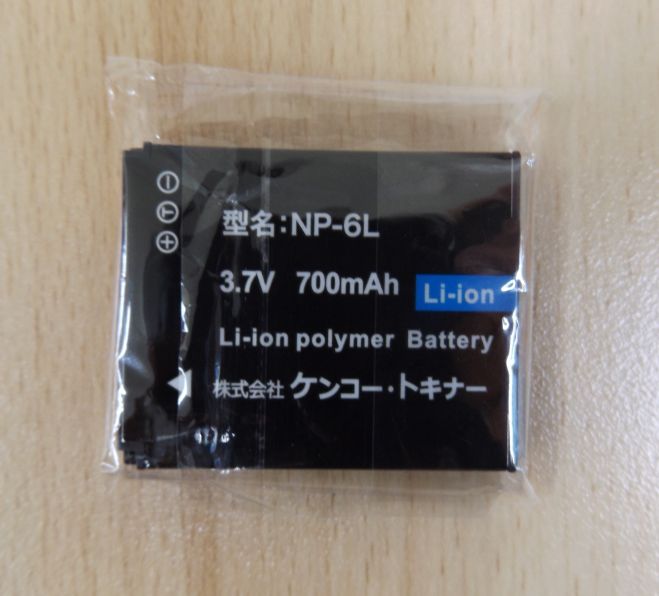 型名:NP-6L
3.7V 700mAh Li-ion
Li-ion polymer Battery
株式会社 ケンコー・トキナー